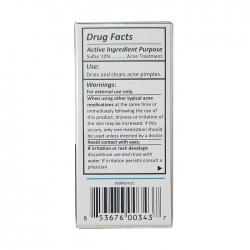 Drug Facts
Active Ingredient Purpose
Sulfur 10% ........ Acne Treatment
Use:
Dries and clears acne pimples.
Warnings:
For external use only.
When using other typical acne
medications at the same time or
immediately following the use of
this product, dryness or irritation of
the skin may be increased. If this
occurs, only one medication should
be used unless directed by a doctor.
Avoid contact with eyes.
If irritation or rash develops
discontinue use and rinse with
water. If irritation persists consult a
physician.
8 53676 00343 7